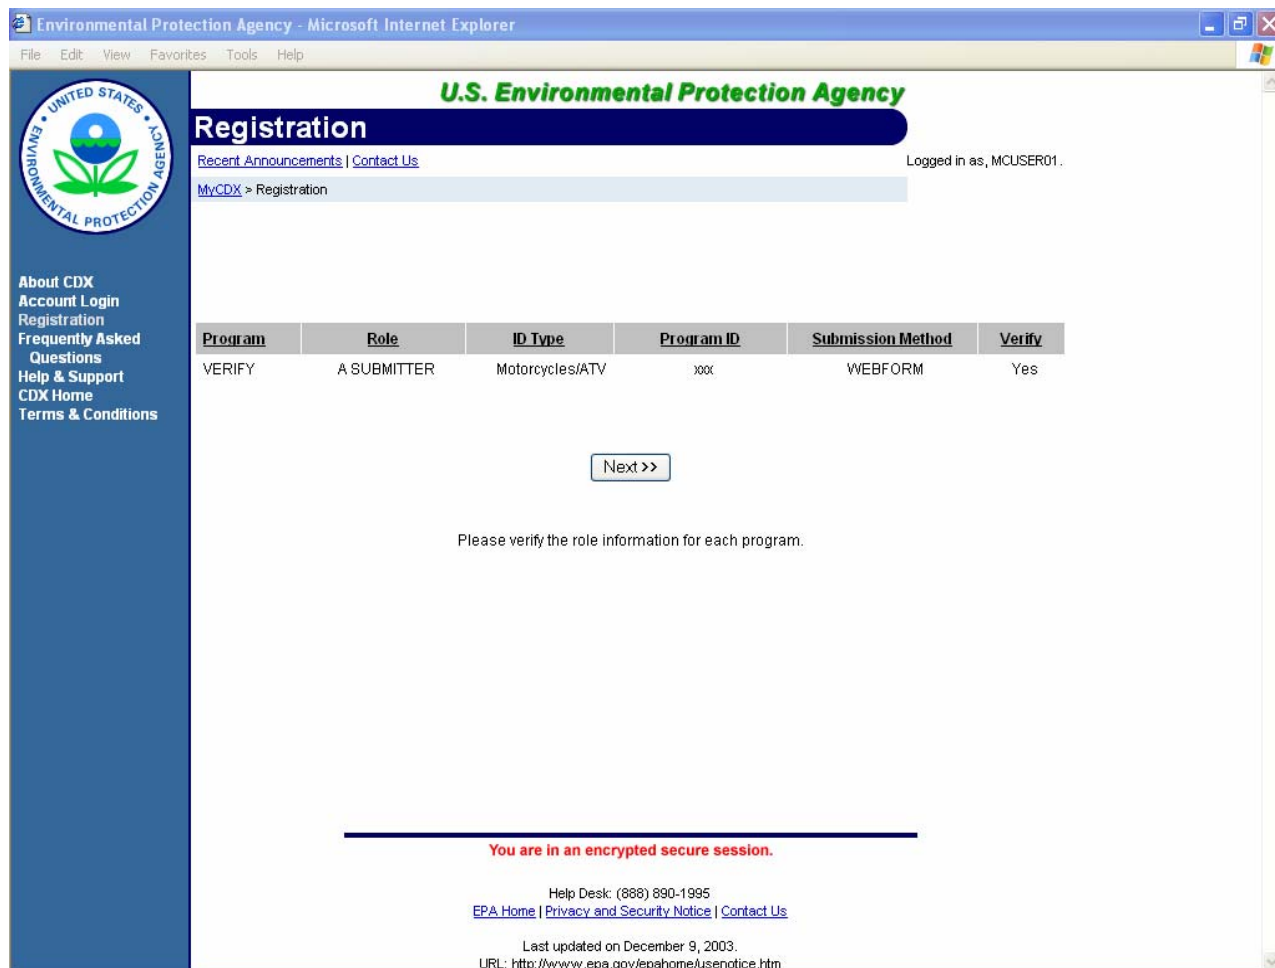 Environmental Protection Agency - Microsoft Internet Explorer
File Edit View Favorites Tools Help
UNITED STATES
ENVIRONMENTAL PROTECTION AGENCY
U.S. Environmental Protection Agency
Registration
Recent Announcements | Contact Us
Logged in as, MCUSER01.
MyCDX > Registration
About CDX
Account Login
Registration
Frequently Asked
Questions
Help & Support
CDX Home
Terms & Conditions
Program Role ID Type Program ID Submission Method Verify
VERIFY A SUBMITTER Motorcycles/ATV xxx WEBFORM Yes
Next >>
Please verify the role information for each program.
You are in an encrypted secure session.
Help Desk: (888) 890-1995
EPA Home | Privacy and Security Notice | Contact Us
Last updated on December 9, 2003.
URL: http://www.epa.gov/epahome/usenotice.htm